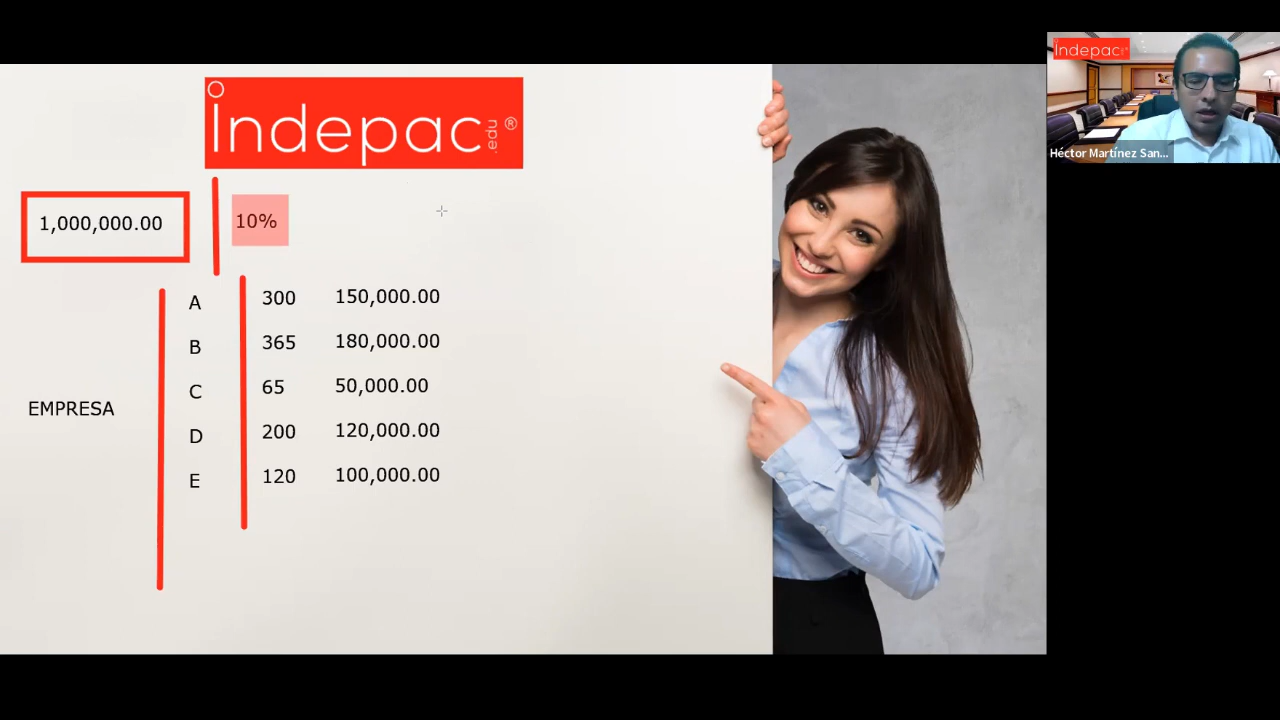 indepac.edu®
1,000,000.00
10%
A 300 150,000.00
B 365 180,000.00
C 65 50,000.00
EMPRESA
D 200 120,000.00
E 120 100,000.00
indepac
Héctor Martínez San...